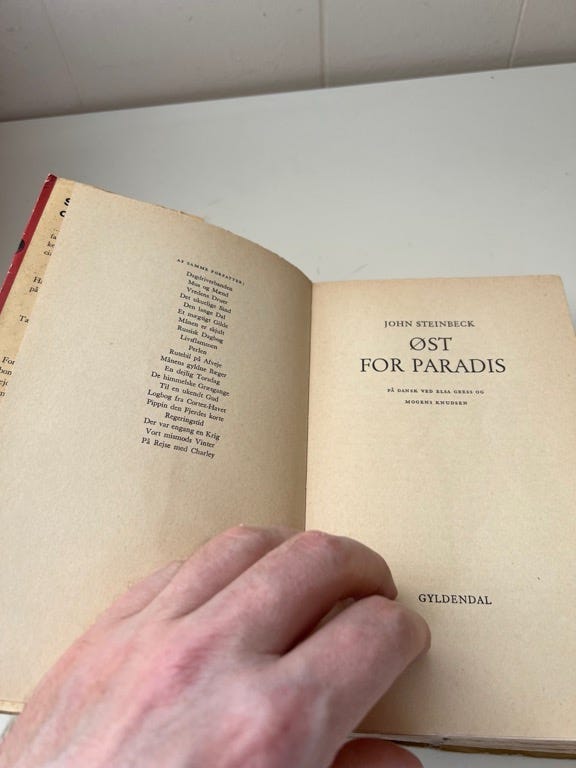 AF SAMME FORFATTER:
Dagdriverbanden
Mus og Mænd
Vredens Druer
Det ukuelige Sind
Den lange Dal
Et mægtigt Gilde
Månen er skjult
Russisk Dagbog
Livsflammen
Perlen
Rutebil på Afveje
Månens gyldne Bæger
En dejlig Torsdag
De himmelske Græsgange
Til en ukendt Gud
Logbog fra Cortez-Havet
Pippin den Fjerdes korte
Regeringstid
Der var engang en Krig
Vort mismods Vinter
På Rejse med Charley
JOHN STEINBECK
ØST
FOR PARADIS
PÅ DANSK VED ELSA GRESS OG
MOGENS KNUDSEN
GYLDENDAL